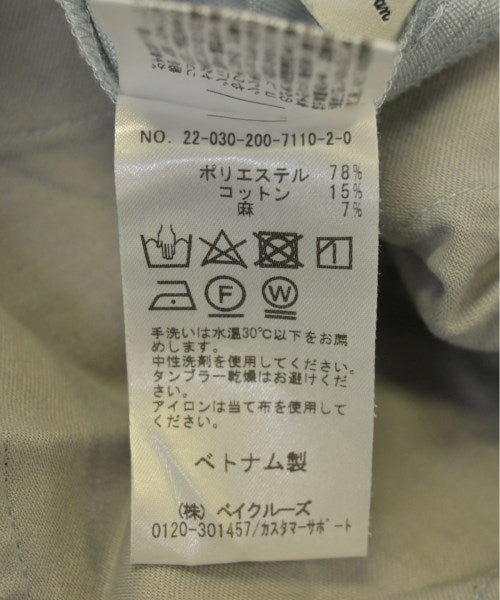 NO. 22-030-200-7110-2-0
ポリエステル 78%
コットン 15%
麻 7%
F
W
手洗いは水温30℃以下をお薦
めします。
中性洗剤を使用してください。
タンブラー乾燥はお避けくだ
さい。
アイロンは当て布を使用して
ください。
ベトナム製
(株) ベイクルーズ
0120-301457/カスタマーサポート